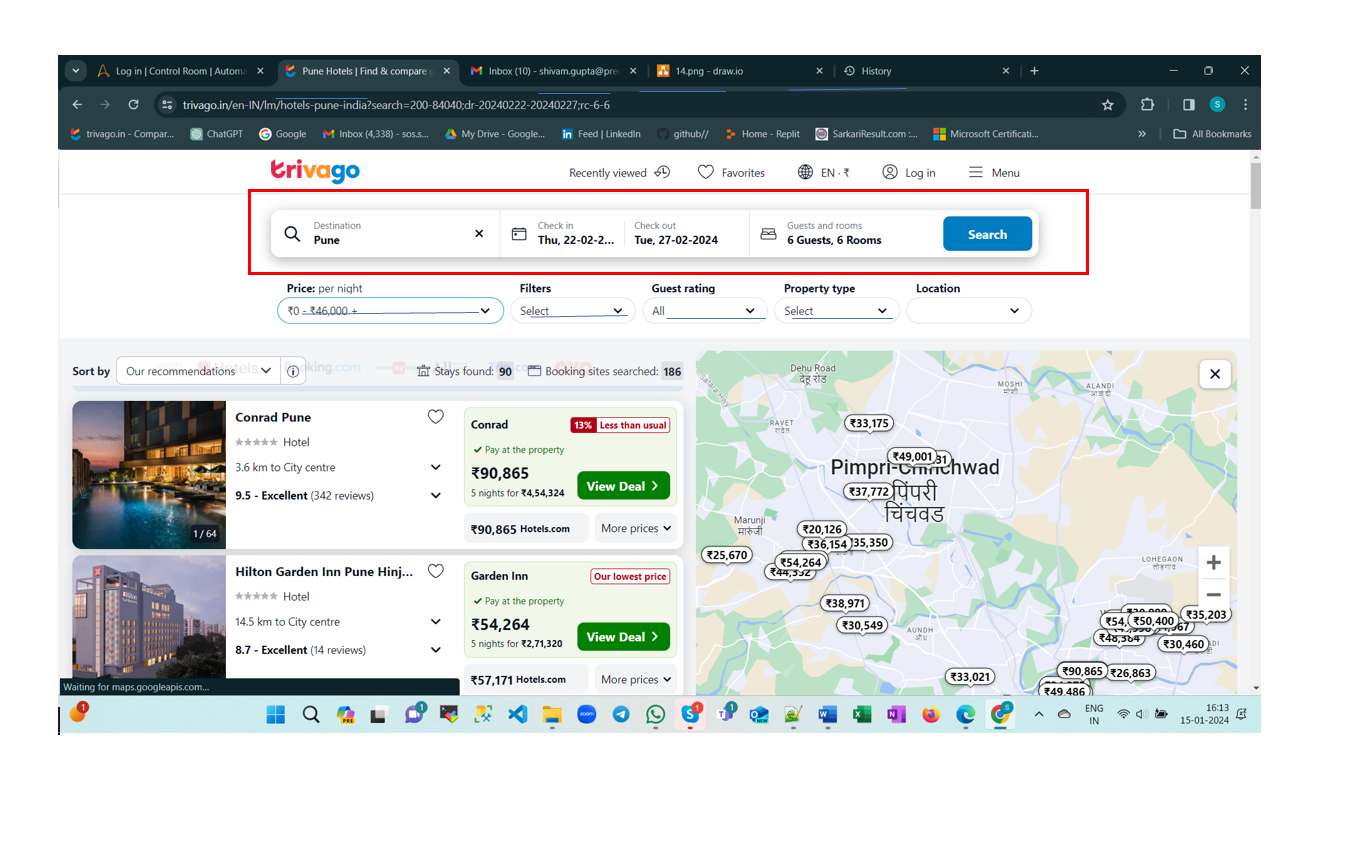 Log in | Control Room | Automa
Pune Hotels | Find & compare
Inbox (10) - shivam.gupta@pre
14.png - draw.io
History
trivago.in/en-IN/lm/hotels-pune-india?search=200-84040;dr-20240222-20240227;rc-6-6
S
trivago.in - Compar...
ChatGPT
Google
Inbox (4,338) - sos.s...
My Drive - Google...
Feed | LinkedIn
github//
Home - Replit
SarkariResult.com :...
Microsoft Certificati...
All Bookmarks
trivago
Recently viewed
Favorites
EN · ₹
Log in
Menu
Destination
Pune
Check in
Thu, 22-02-2...
Check out
Tue, 27-02-2024
Guests and rooms
6 Guests, 6 Rooms
Search
Price: per night
₹0 - ₹46,000 +
Filters
Select
Guest rating
All
Property type
Select
Location
Sort by
Our recommendations
Stays found: 90
Booking sites searched: 186
Conrad Pune
Hotel
3.6 km to City centre
9.5 - Excellent (342 reviews)
1 / 64
Conrad
13% Less than usual
Pay at the property
₹90,865
5 nights for ₹4,54,324
View Deal
₹90,865 Hotels.com
More prices
Hilton Garden Inn Pune Hinj...
Hotel
14.5 km to City centre
8.7 - Excellent (14 reviews)
Garden Inn
Our lowest price
Pay at the property
₹54,264
5 nights for ₹2,71,320
View Deal
₹57,171 Hotels.com
More prices
Dehu Road
देहू रोड
MOSHI
मोशी
ALANDI
आळंदी
RAVET
रावेत
₹33,175
₹49,001
Pimpri-Chinchwad
पिंपरी
चिंचवड
₹37,772
Marunji
मारुंजी
₹20,126
₹36,154
₹25,670
₹54,264
LOHEGAON
लोहगाव
₹38,971
₹30,549
AUNDH
औंध
₹35,203
₹50,400
₹30,460
₹33,021
₹90,865
₹26,863
₹49,486
Waiting for maps.googleapis.com...
ENG
IN
16:13
15-01-2024